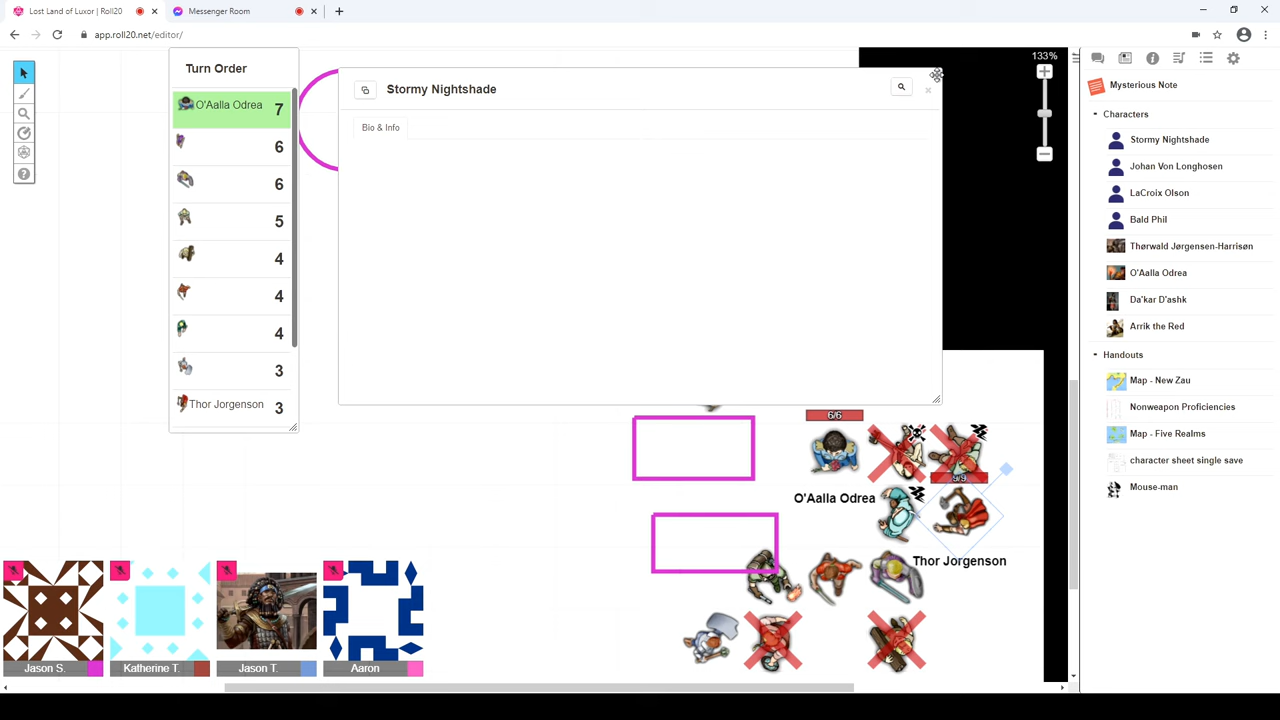 Lost Land of Luxor | Roll20
Messenger Room
app.roll20.net/editor/
Turn Order
O'Aalla Odrea 7
6
6
5
4
4
4
3
Thor Jorgenson 3
Stormy Nightshade
Bio & Info
133%
6/6
9/9
O'Aalla Odrea
Thor Jorgenson
Jason S.
Katherine T.
Jason T.
Aaron
Mysterious Note
Characters
Stormy Nightshade
Johan Von Longhosen
LaCroix Olson
Bald Phil
Thørwald Jørgensen-Harrisøn
O'Aalla Odrea
Da'kar D'ashk
Arrik the Red
Handouts
Map - New Zau
Nonweapon Proficiencies
Map - Five Realms
character sheet single save
Mouse-man